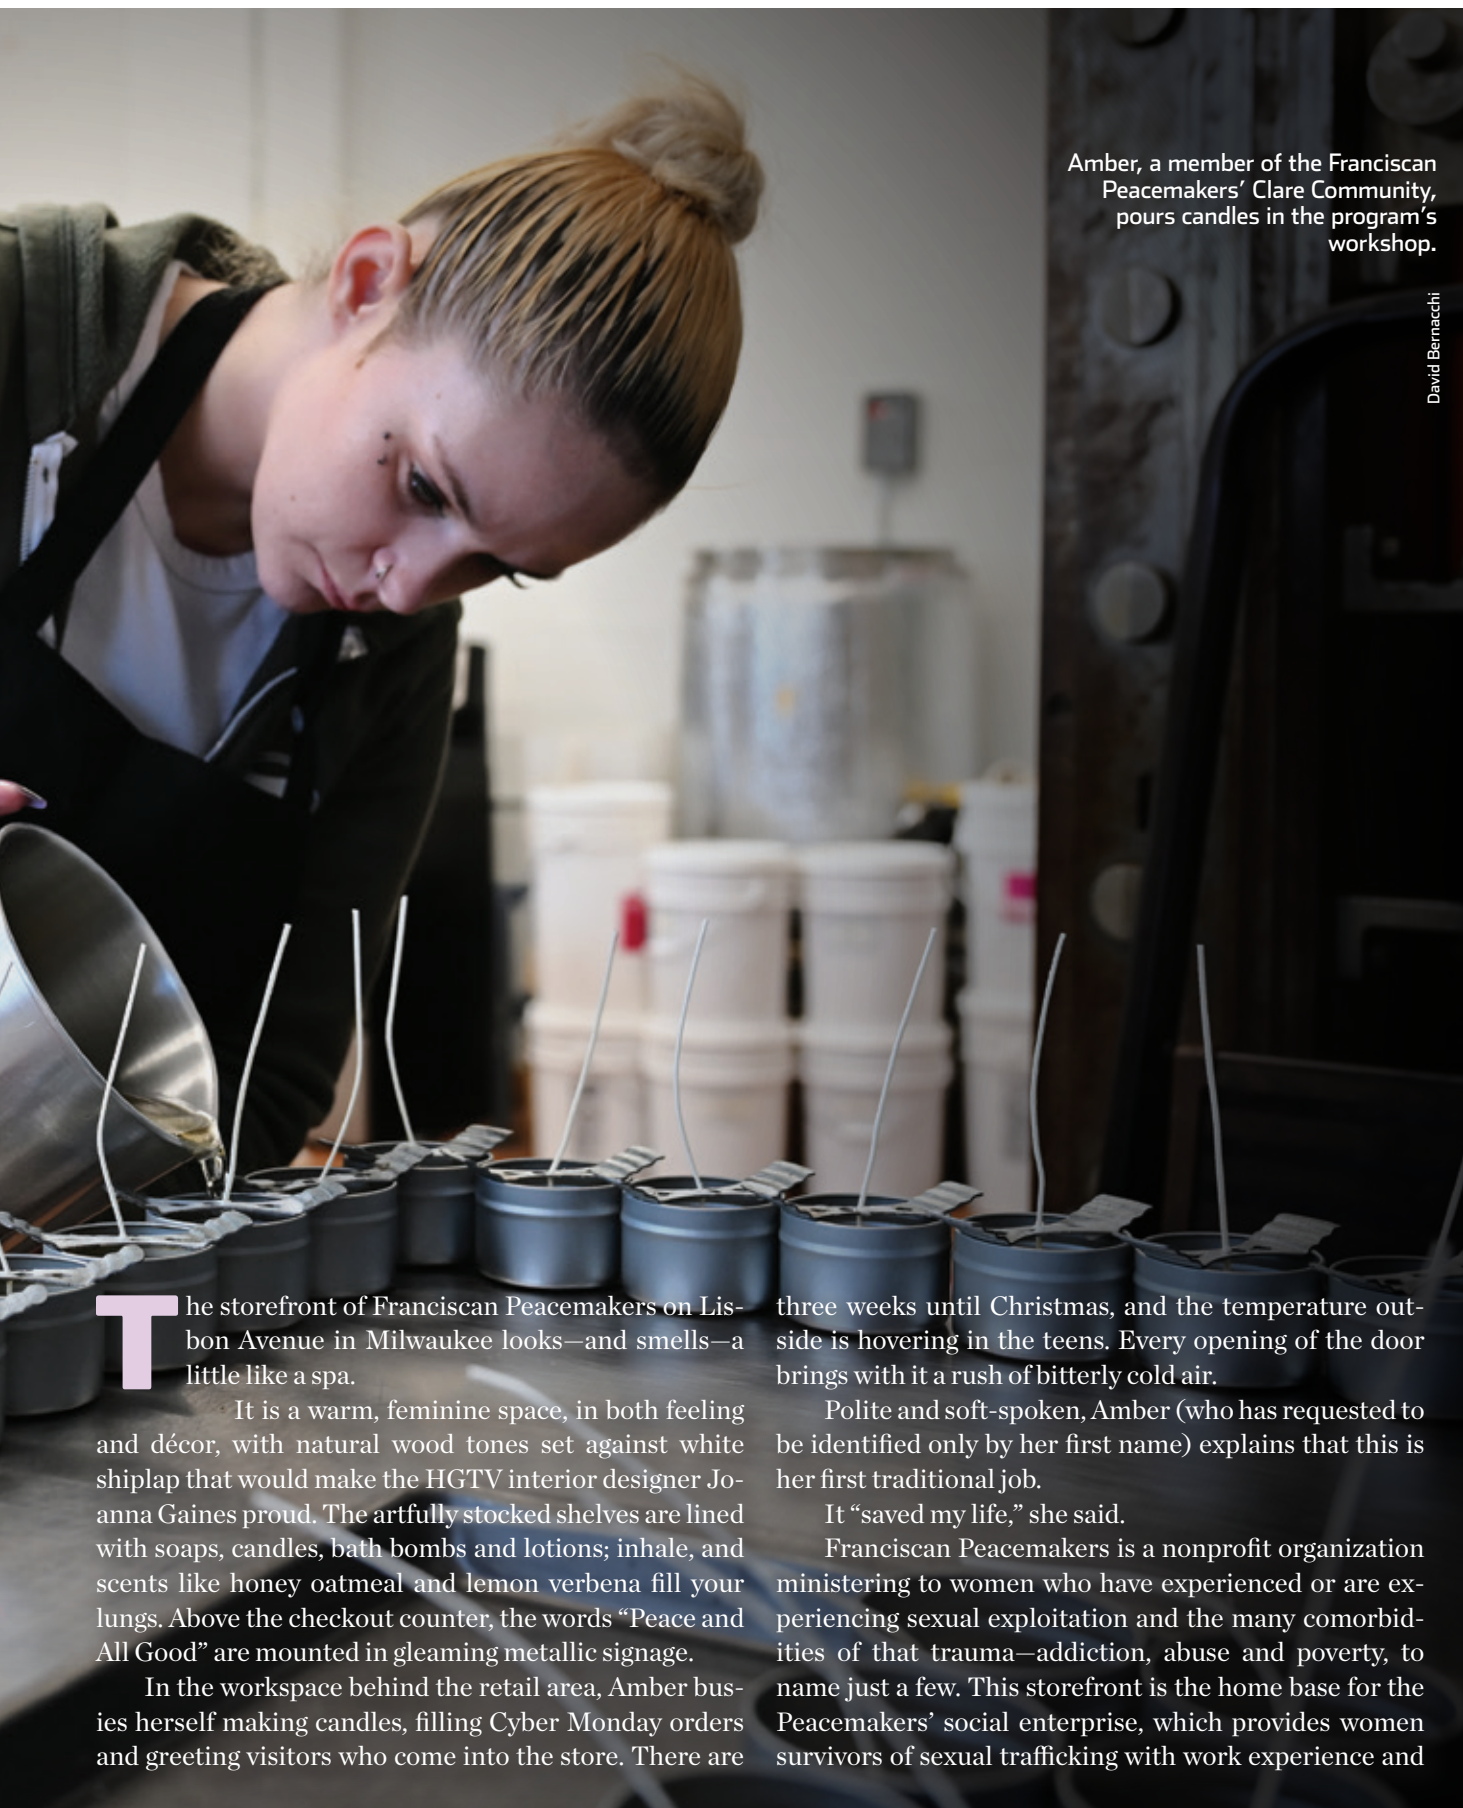 Amber, a member of the Franciscan
Peacemakers’ Clare Community,
pours candles in the program’s
workshop.
David Bernacchi
The storefront of Franciscan Peacemakers on Lis-
bon Avenue in Milwaukee looks—and smells—a
little like a spa.
It is a warm, feminine space, in both feeling
and décor, with natural wood tones set against white
shiplap that would make the HGTV interior designer Jo-
anna Gaines proud. The artfully stocked shelves are lined
with soaps, candles, bath bombs and lotions; inhale, and
scents like honey oatmeal and lemon verbena fill your
lungs. Above the checkout counter, the words “Peace and
All Good” are mounted in gleaming metallic signage.
In the workspace behind the retail area, Amber bus-
ies herself making candles, filling Cyber Monday orders
and greeting visitors who come into the store. There are
three weeks until Christmas, and the temperature out-
side is hovering in the teens. Every opening of the door
brings with it a rush of bitterly cold air.
Polite and soft-spoken, Amber (who has requested to
be identified only by her first name) explains that this is
her first traditional job.
It “saved my life,” she said.
Franciscan Peacemakers is a nonprofit organization
ministering to women who have experienced or are ex-
periencing sexual exploitation and the many comorbid-
ities of that trauma—addiction, abuse and poverty, to
name just a few. This storefront is the home base for the
Peacemakers’ social enterprise, which provides women
survivors of sexual trafficking with work experience and